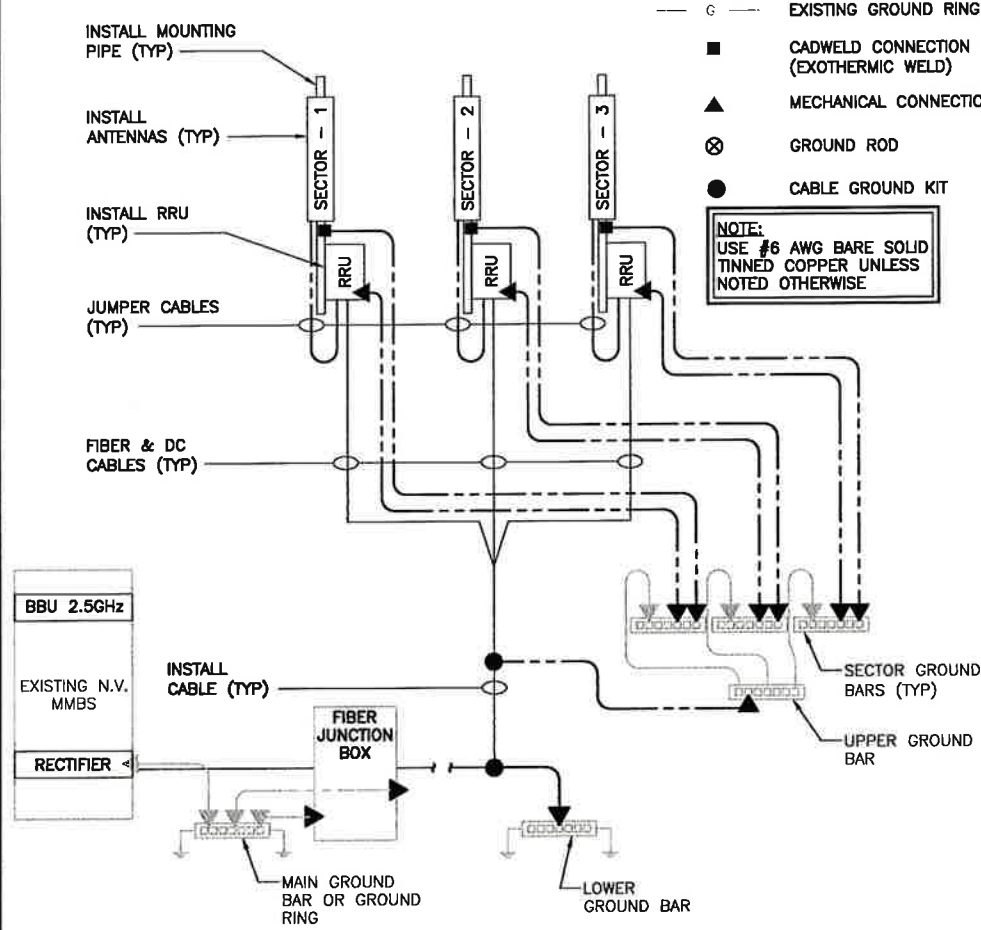 G
EXISTING GROUND RING
CADWELD CONNECTION
(EXOTHERMIC WELD)
MECHANICAL CONNECTIO
GROUND ROD
CABLE GROUND KIT
NOTE:
USE #6 AWG BARE SOLID
TINNED COPPER UNLESS
NOTED OTHERWISE
INSTALL MOUNTING
PIPE (TYP)
INSTALL
ANTENNAS (TYP)
INSTALL RRU
(TYP)
JUMPER CABLES
(TYP)
FIBER & DC
CABLES (TYP)
SECTOR - 1
SECTOR - 2
SECTOR - 3
RRU
RRU
RRU
BBU 2.5GHz
EXISTING N.V.
MMBS
RECTIFIER
INSTALL
CABLE (TYP)
FIBER
JUNCTION
BOX
SECTOR GROUND
BARS (TYP)
UPPER GROUND
BAR
MAIN GROUND
BAR OR GROUND
RING
LOWER
GROUND BAR